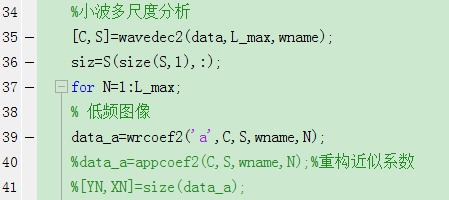 34 %小波多尺度分析
35 [C,S]=wavedec2(data,L_max,wname);
36 siz=S(size(S,1),:);
37 for N=1:L_max;
38 % 低频图像
39 data_a=wrcoef2('a',C,S,wname,N);
40 %data_a=appcoef2(C,S,wname,N);%重构近似系数
41 %[YN,XN]=size(data_a);